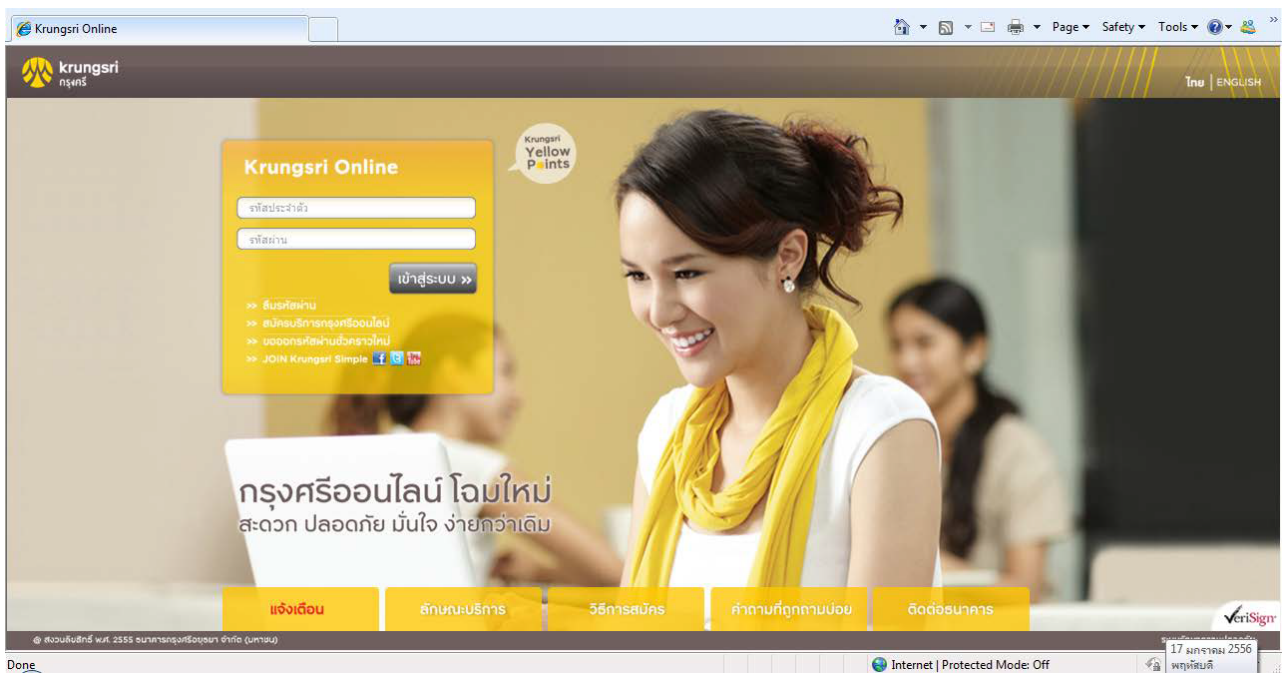 Krungsri Online
Page Safety Tools
krungsri
กรุงศรี
ไทย | ENGLISH
Krungsri Online
รหัสประจำตัว
รหัสผ่าน
เข้าสู่ระบบ »
>> ลืมรหัสผ่าน
>> สมัครบริการกรุงศรีออนไลน์
>> ขอออกรหัสผ่านชั่วคราวใหม่
>> JOIN Krungsri Simple
Krungsri
Yellow
Points
กรุงศรีออนไลน์ โฉมใหม่
สะดวก ปลอดภัย มั่นใจ ง่ายกว่าเดิม
แจ้งเตือน
ลักษณะบริการ
วิธีการสมัคร
คำถามที่ถูกถามบ่อย
ติดต่อธนาคาร
VeriSign
@ สงวนลิขสิทธิ์ พ.ศ. 2555 ธนาคารกรุงศรีอยุธยา จำกัด (มหาชน)
Done
Internet | Protected Mode: Off
17 มกราคม 2556
พฤหัสบดี